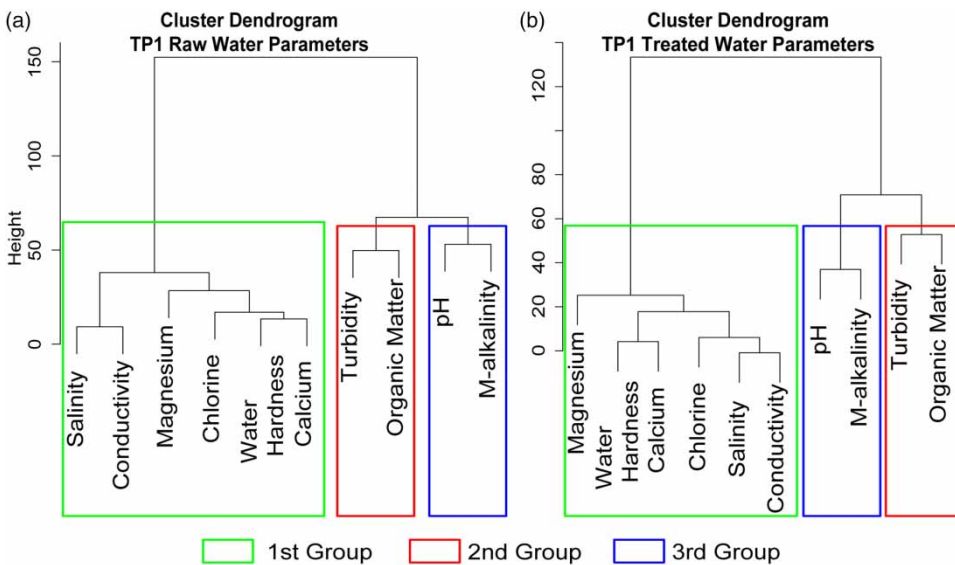 (a)
Cluster Dendrogram
TP1 Raw Water Parameters
Height
150
100
50
0
Salinity
Conductivity
Magnesium
Chlorine
Water
Hardness
Calcium
Turbidity
Organic Matter
pH
M-alkalinity
(b)
Cluster Dendrogram
TP1 Treated Water Parameters
120
100
80
60
40
20
0
Magnesium
Water
Hardness
Calcium
Chlorine
Salinity
Conductivity
pH
M-alkalinity
Turbidity
Organic Matter
1st Group
2nd Group
3rd Group